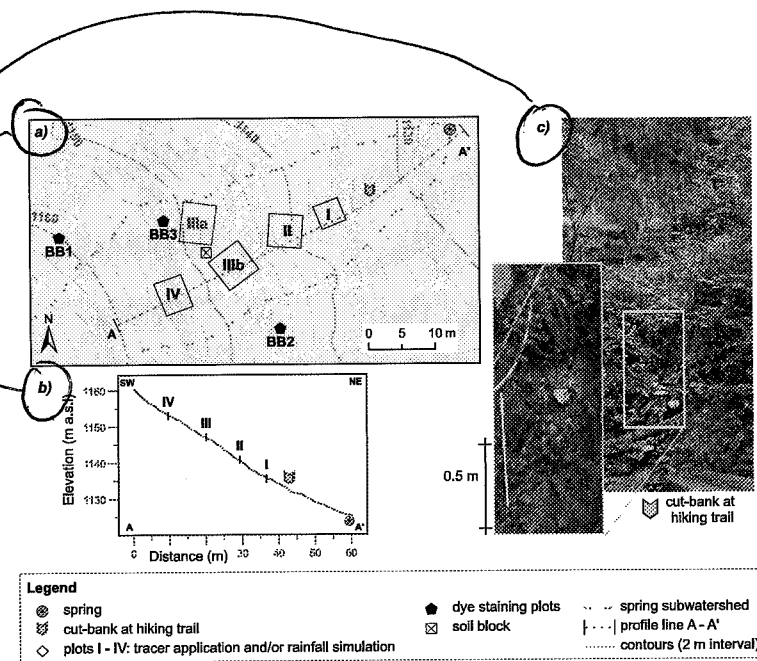 a)
1140
A'
c)
1160
BB1
BB3
IIIa
II
I
IIIb
IV
A
BB2
N
0 5 10 m
b)
SW NE
Elevation (m a.s.l.)
1160
1150
1140
1130
IV
III
II
I
A A'
0 10 20 30 40 50 60
Distance (m)
0.5 m
cut-bank at
hiking trail
Legend
spring
cut-bank at hiking trail
plots I - IV: tracer application and/or rainfall simulation
dye staining plots
soil block
spring subwatershed
profile line A - A'
contours (2 m interval)